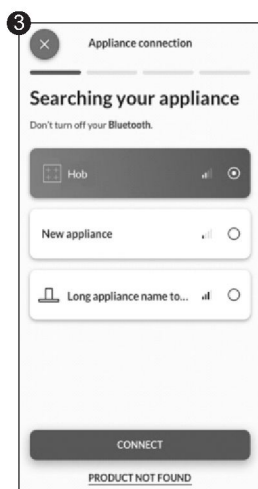 3
Appliance connection
Searching your appliance
Don't turn off your Bluetooth.
Hob
New appliance
Long appliance name to...
CONNECT
PRODUCT NOT FOUND